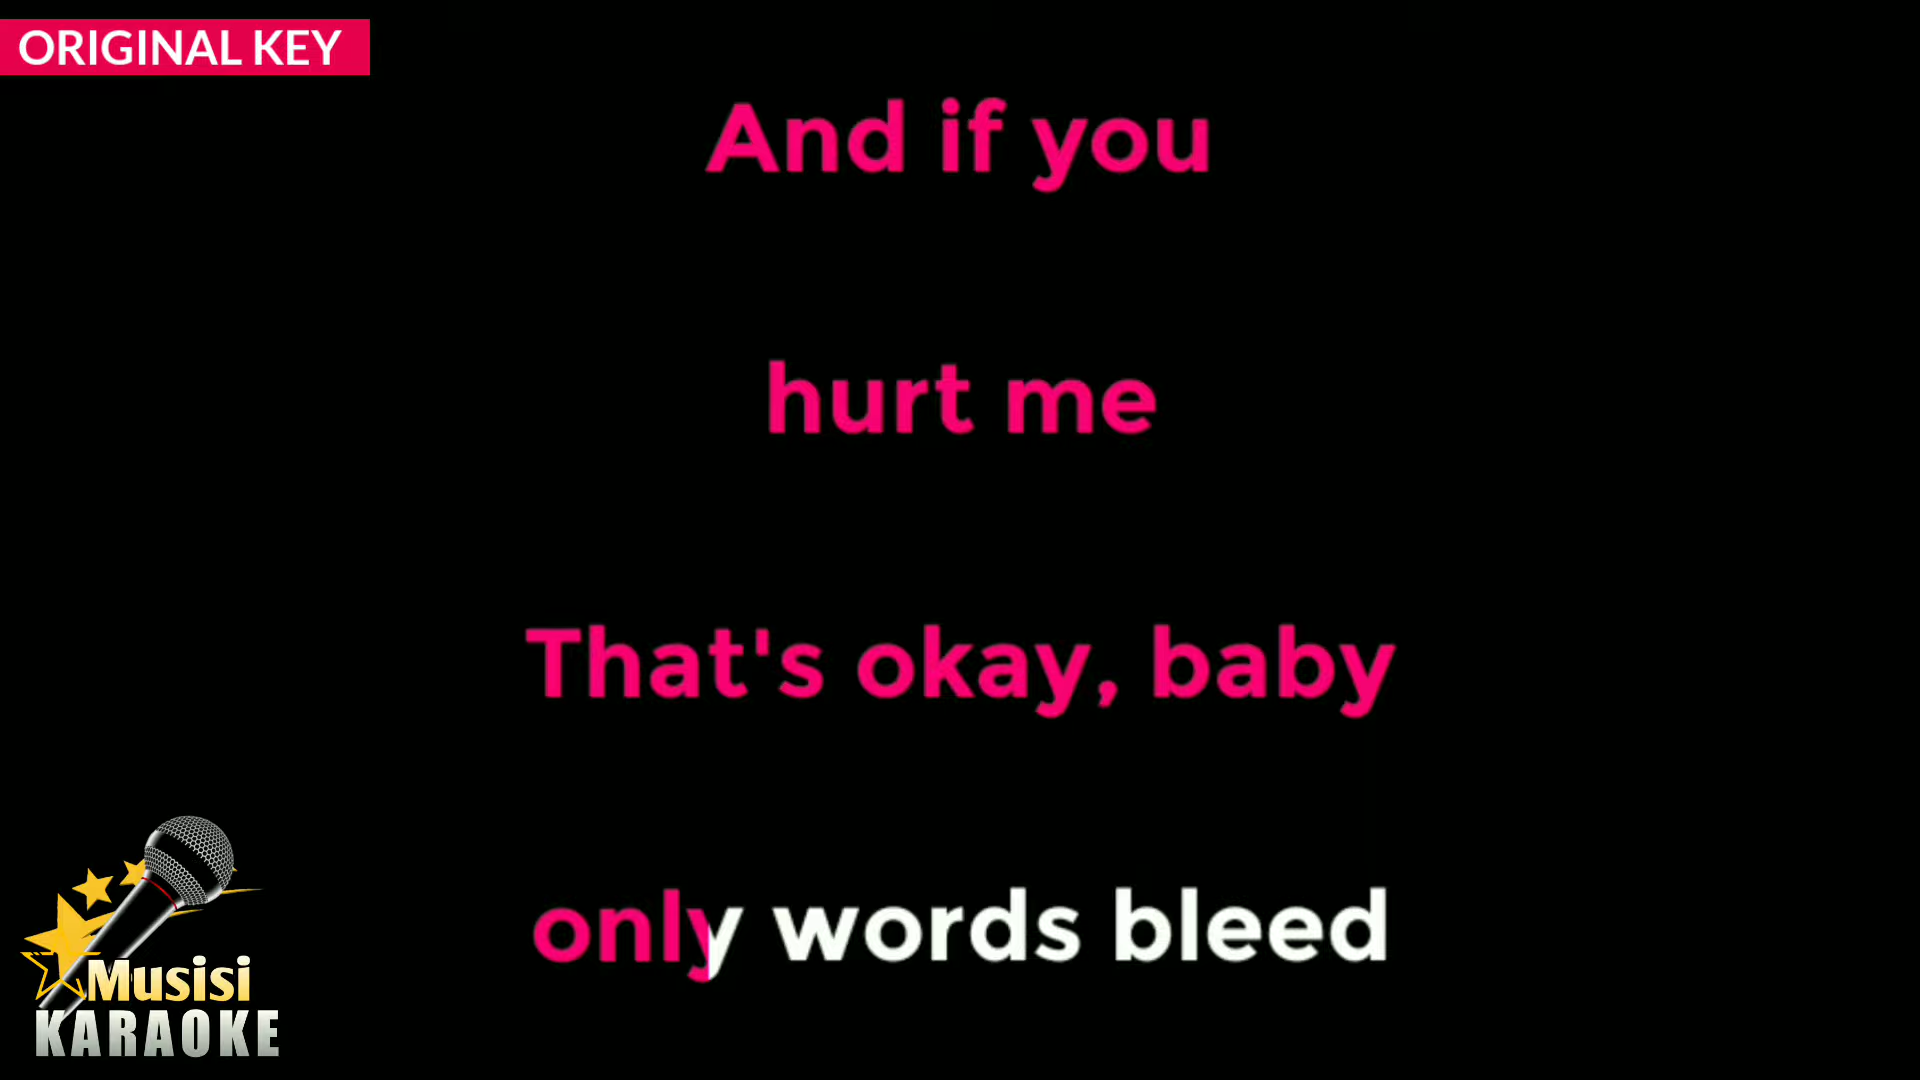 ORIGINAL KEY
And if you
hurt me
That's okay, baby
only words bleed
Musisi
KARAOKE